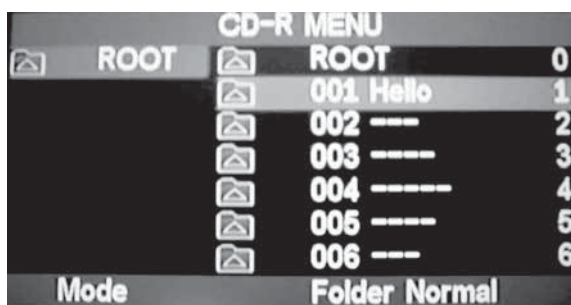 CD-R MENU
ROOT ROOT 0
001 Hello 1
002 --- 2
003 ---- 3
004 ----- 4
005 ---- 5
006 --- 6
Mode Folder Normal